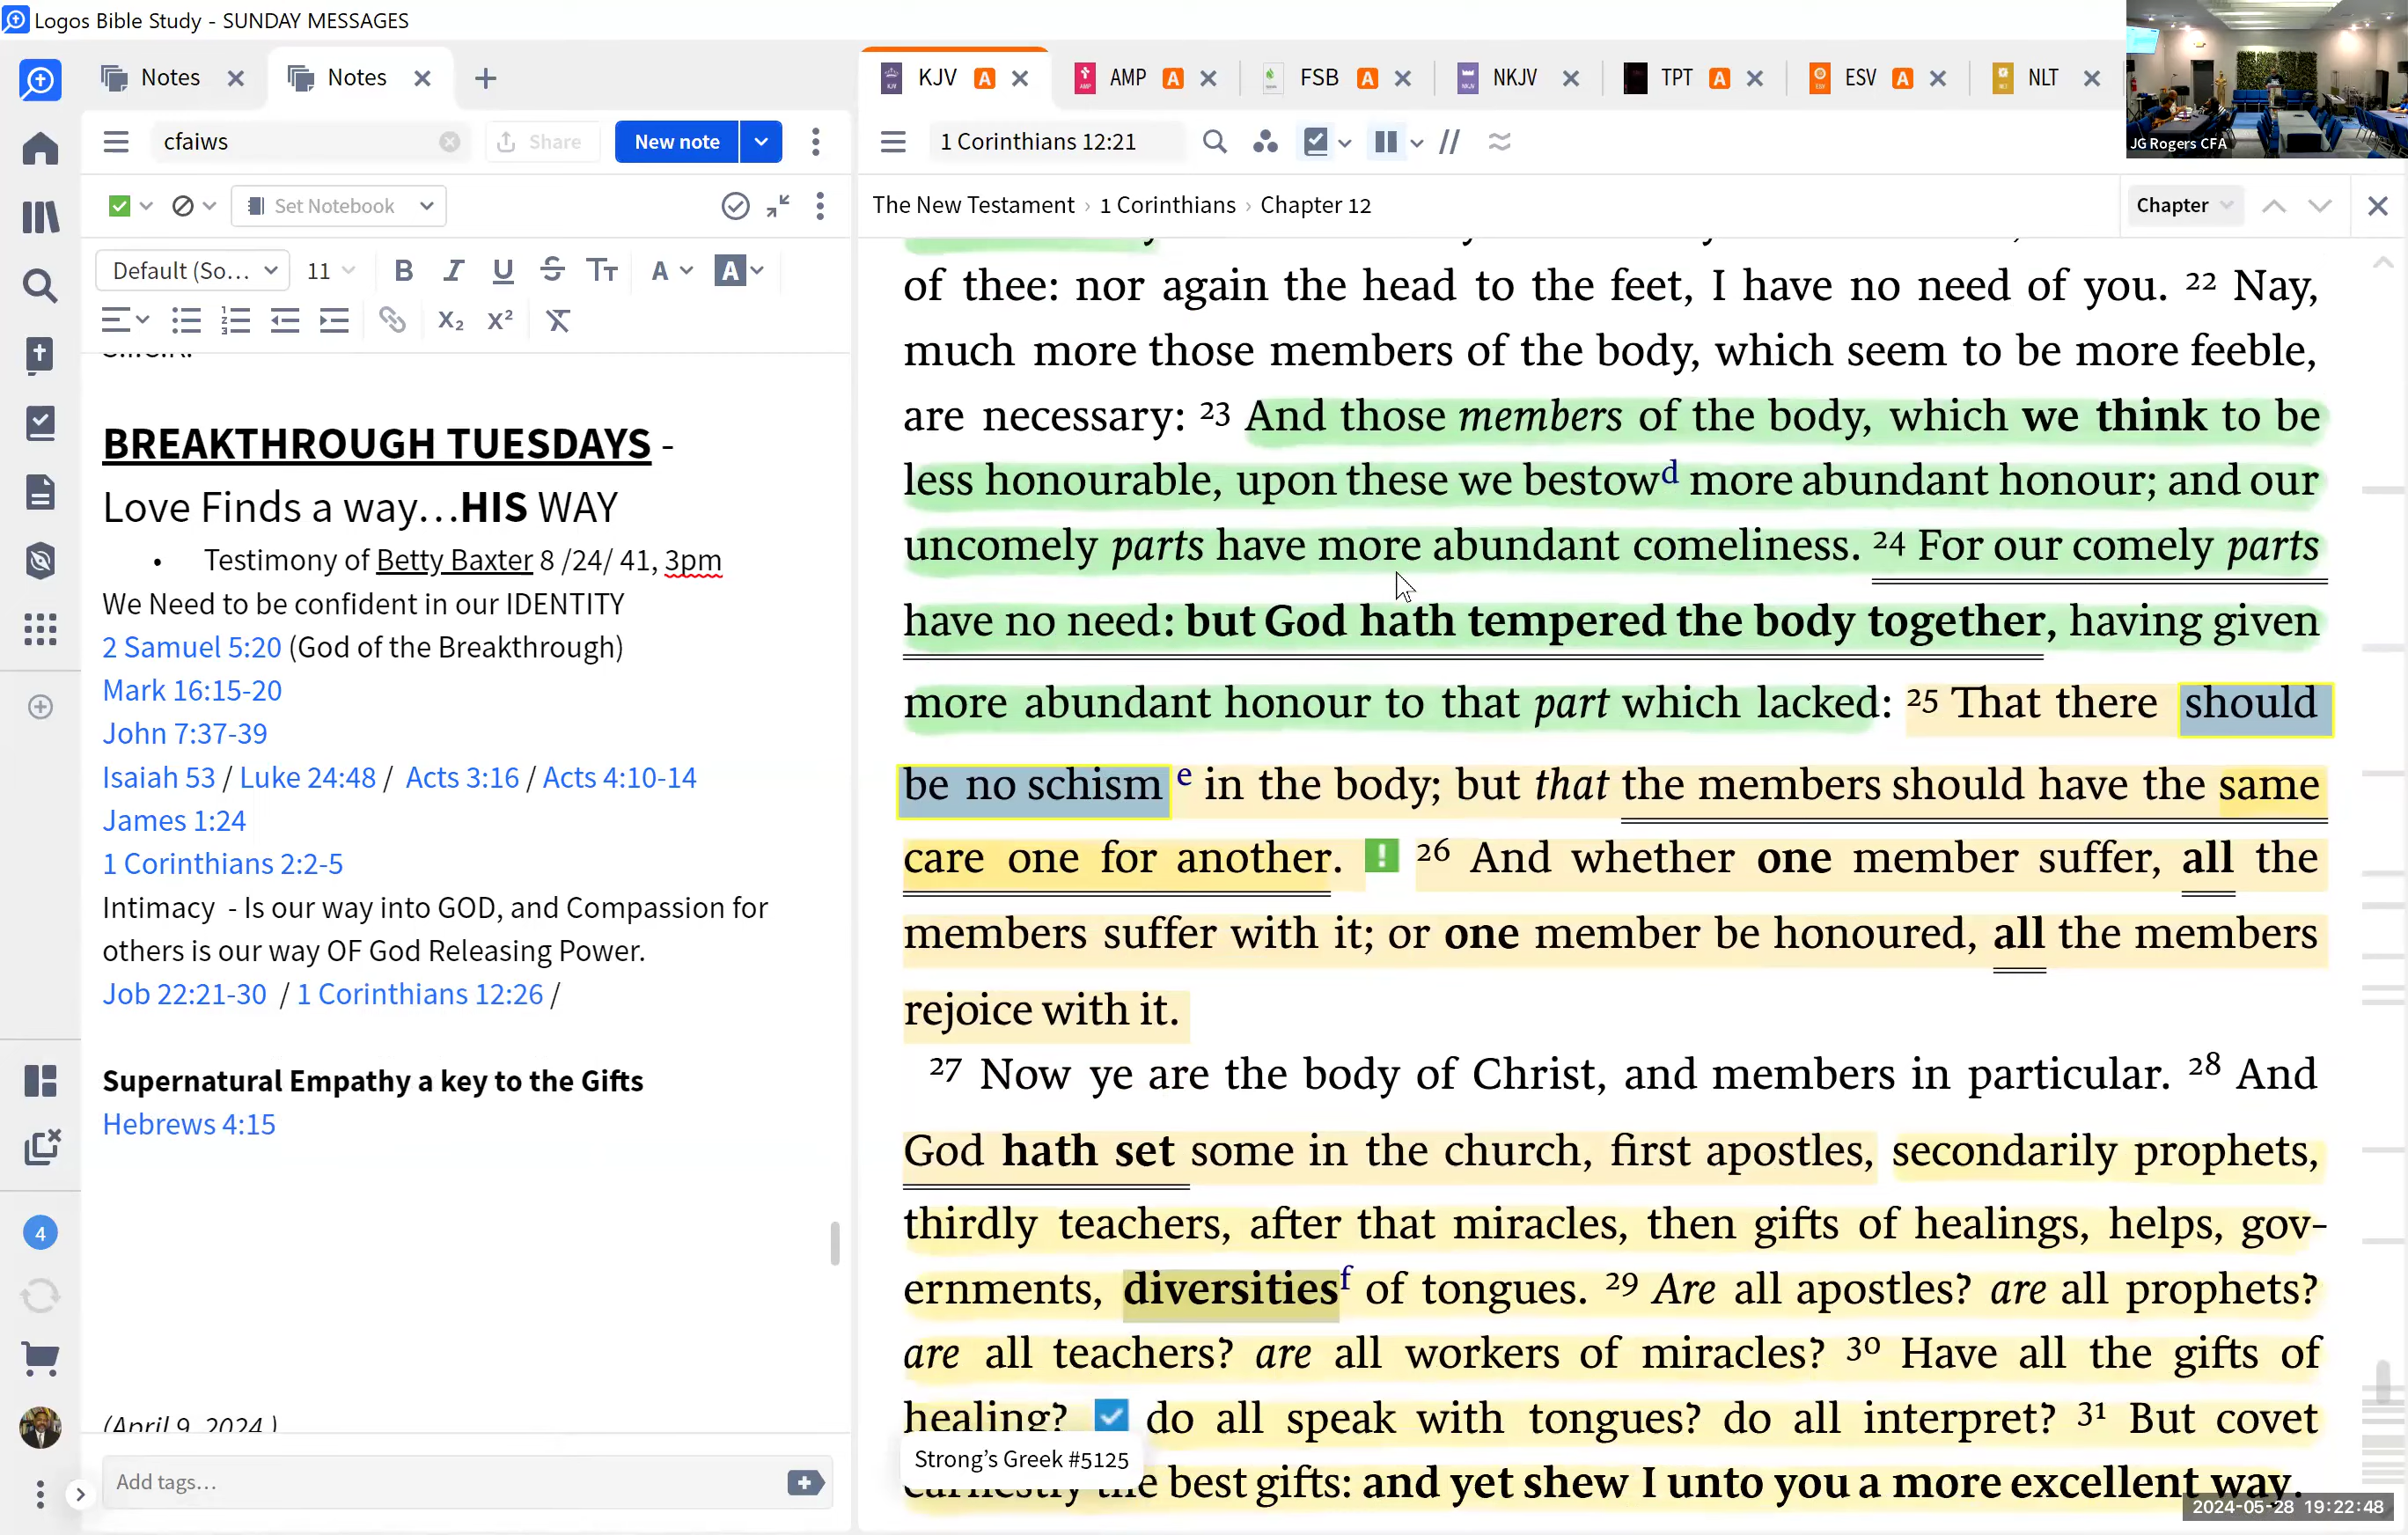 Logos Bible Study - SUNDAY MESSAGES
Notes
Notes
KJV A
AMP A
FSB A
NKJV
TPT A
ESV A
NLT
JG Rogers CFA
cfaiws
Share
New note
1 Corinthians 12:21
Set Notebook
The New Testament › 1 Corinthians › Chapter 12
Chapter
Default (So...
11
BREAKTHROUGH TUESDAYS -
Love Finds a way...HIS WAY
• Testimony of Betty Baxter 8 /24/ 41, 3pm
We Need to be confident in our IDENTITY
2 Samuel 5:20 (God of the Breakthrough)
Mark 16:15-20
John 7:37-39
Isaiah 53 / Luke 24:48 / Acts 3:16 / Acts 4:10-14
James 1:24
1 Corinthians 2:2-5
Intimacy - Is our way into GOD, and Compassion for
others is our way OF God Releasing Power.
Job 22:21-30 / 1 Corinthians 12:26 /
Supernatural Empathy a key to the Gifts
Hebrews 4:15
(April 9, 2024 )
Add tags...
4
of thee: nor again the head to the feet, I have no need of you. 22 Nay,
much more those members of the body, which seem to be more feeble,
are necessary: 23 And those members of the body, which we think to be
less honourable, upon these we bestow d more abundant honour; and our
uncomely parts have more abundant comeliness. 24 For our comely parts
have no need: but God hath tempered the body together, having given
more abundant honour to that part which lacked: 25 That there should
be no schism e in the body; but that the members should have the same
care one for another. 26 And whether one member suffer, all the
members suffer with it; or one member be honoured, all the members
rejoice with it.
27 Now ye are the body of Christ, and members in particular. 28 And
God hath set some in the church, first apostles, secondarily prophets,
thirdly teachers, after that miracles, then gifts of healings, helps, gov-
ernments, diversities f of tongues. 29 Are all apostles? are all prophets?
are all teachers? are all workers of miracles? 30 Have all the gifts of
healing? do all speak with tongues? do all interpret? 31 But covet
Strong's Greek #5125
the best gifts: and yet shew I unto you a more excellent way.
2024-05-28 19:22:48